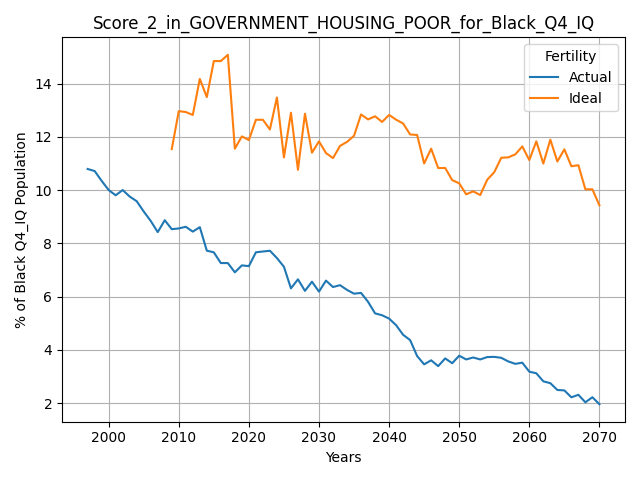 Score_2_in_GOVERNMENT_HOUSING_POOR_for_Black_Q4_IQ
Fertility
Actual
Ideal
% of Black Q4_IQ Population
14
12
10
8
6
4
2
2000 2010 2020 2030 2040 2050 2060 2070
Years